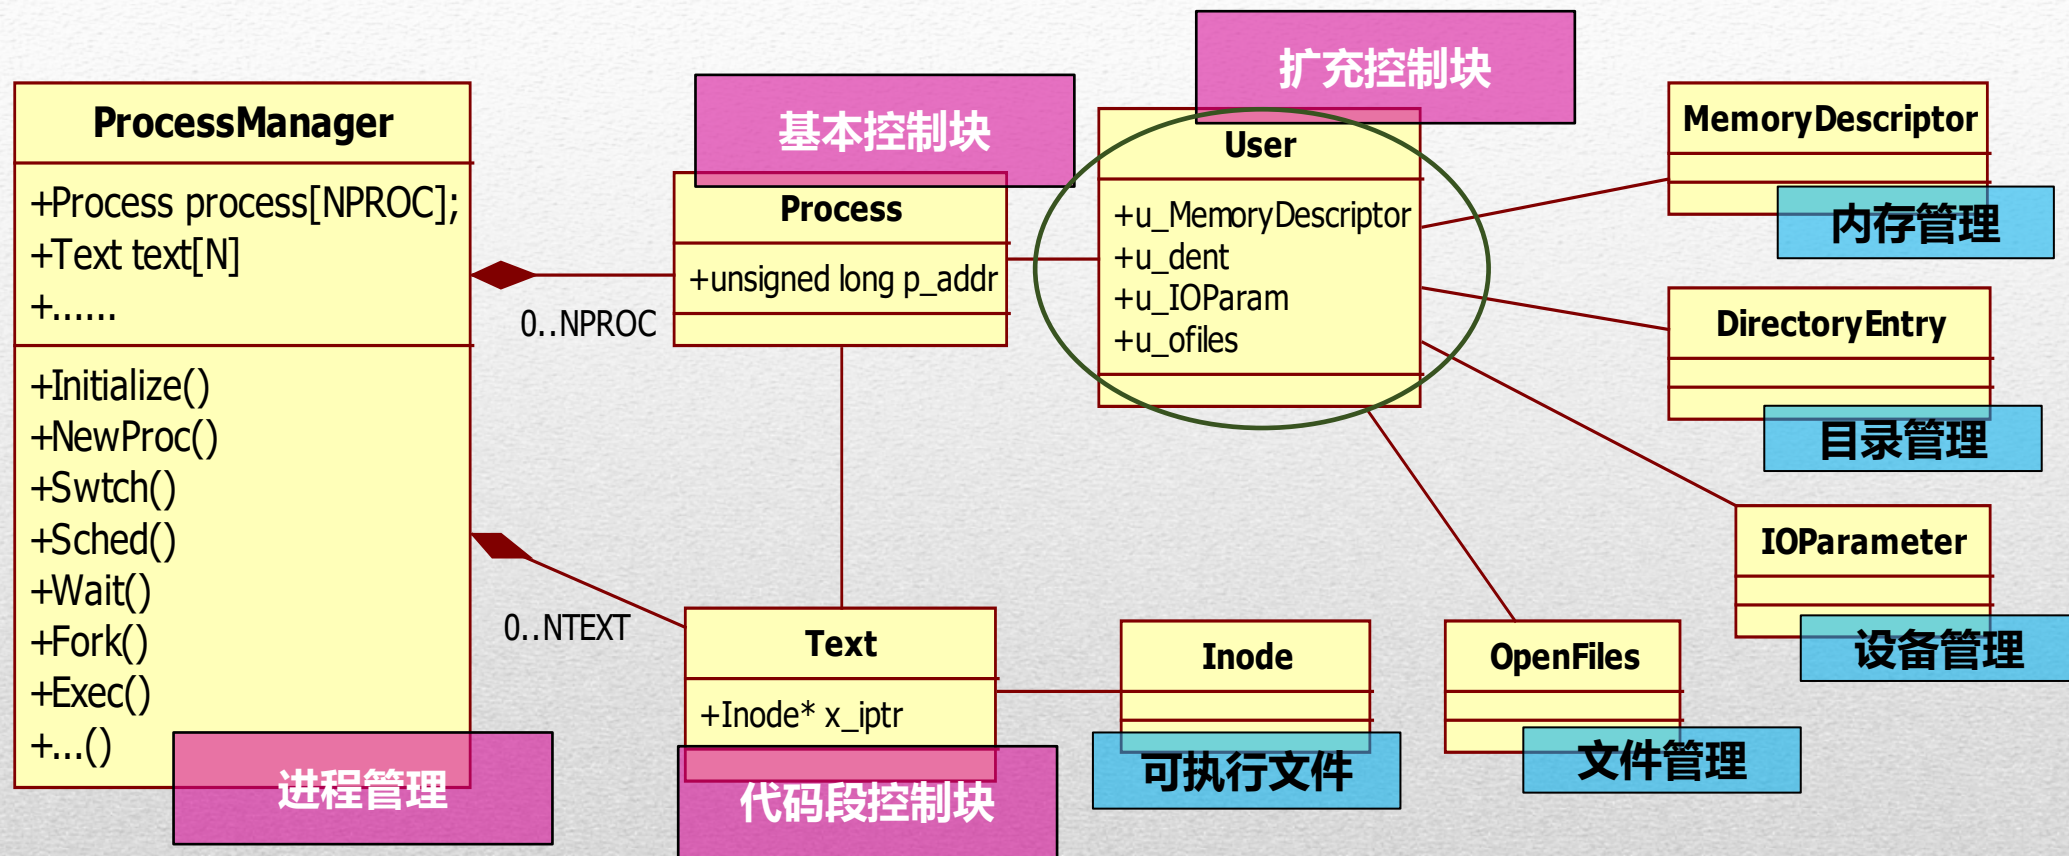 扩充控制块
基本控制块
ProcessManager
+Process process[NPROC];
+Text text[N]
+......
+Initialize()
+NewProc()
+Swtch()
+Sched()
+Wait()
+Fork()
+Exec()
+...()
进程管理
0..NPROC
0..NTEXT
Process
+unsigned long p_addr
User
+u_MemoryDescriptor
+u_dent
+u_IOParam
+u_ofiles
MemoryDescriptor
内存管理
DirectoryEntry
目录管理
IOParameter
设备管理
Text
+Inode* x_iptr
代码段控制块
Inode
可执行文件
OpenFiles
文件管理